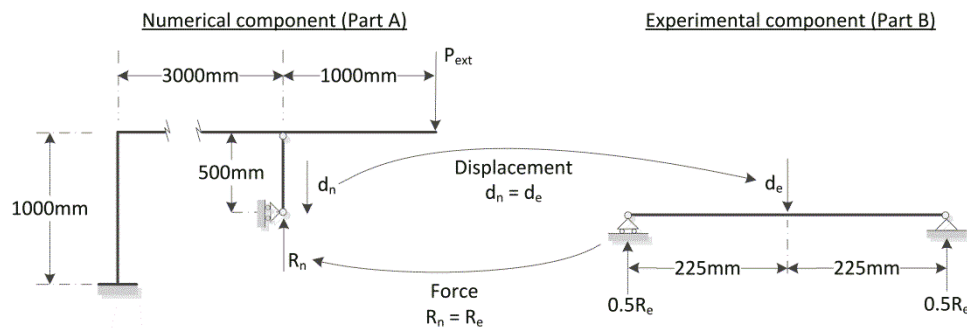 Numerical component (Part A)
Experimental component (Part B)
P_ext
3000mm
1000mm
500mm
d_n
1000mm
R_n
Displacement
d_n = d_e
Force
R_n = R_e
d_e
225mm
225mm
0.5R_e
0.5R_e